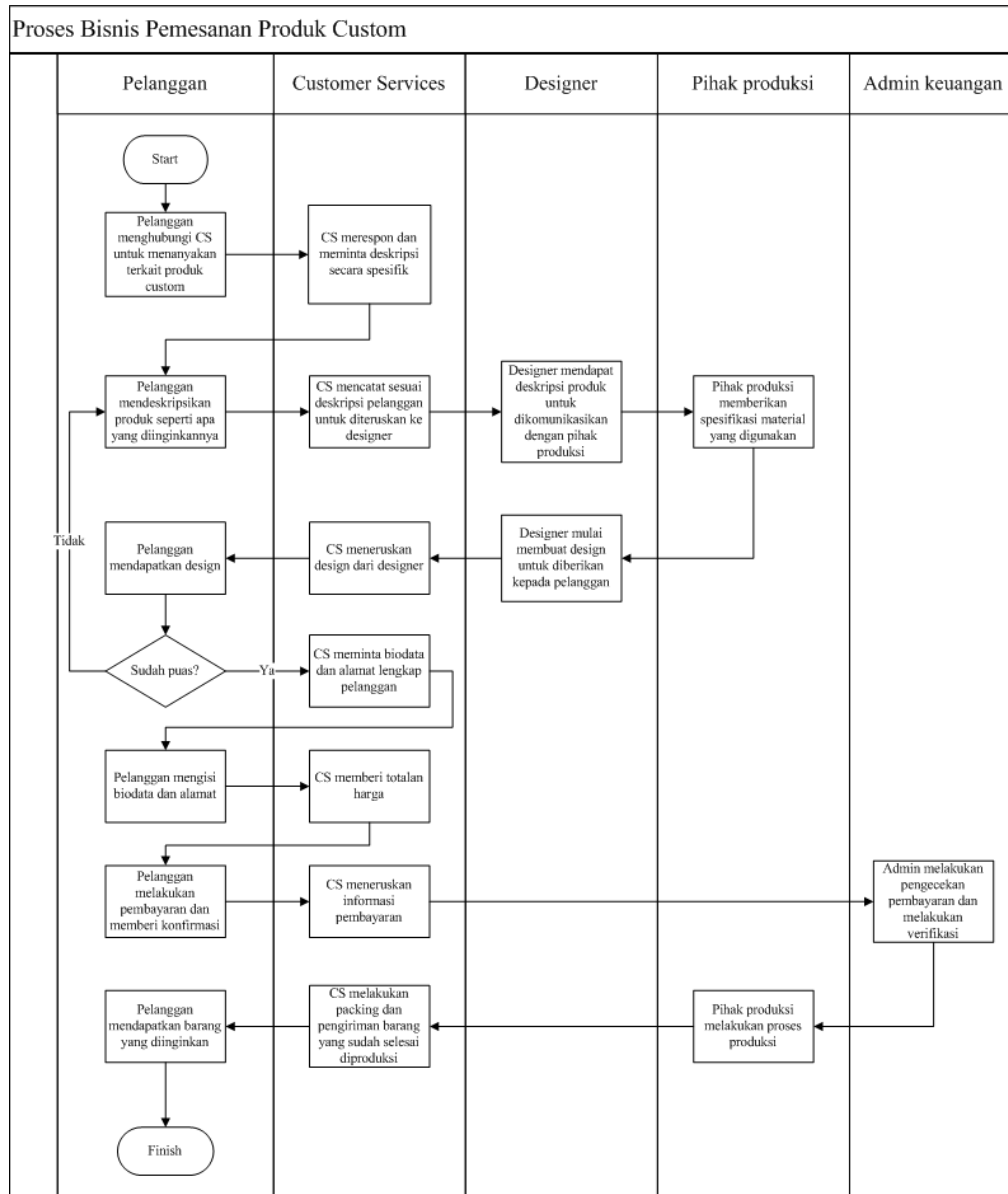 Proses Bisnis Pemesanan Produk Custom
Pelanggan
Customer Services
Designer
Pihak produksi
Admin keuangan
Start
Pelanggan
menghubungi CS
untuk menanyakan
terkait produk
custom
CS merespon dan
meminta deskripsi
secara spesifik
Pelanggan
mendeskripsikan
produk seperti apa
yang diinginkannya
CS mencatat sesuai
deskripsi pelanggan
untuk diteruskan ke
designer
Designer mendapat
deskripsi produk
untuk
dikomunikasikan
dengan pihak
produksi
Pihak produksi
memberikan
spesifikasi material
yang digunakan
Tidak
Pelanggan
mendapatkan design
CS meneruskan
design dari designer
Designer mulai
membuat design
untuk diberikan
kepada pelanggan
Sudah puas?
Ya
CS meminta biodata
dan alamat lengkap
pelanggan
Pelanggan mengisi
biodata dan alamat
CS memberi totalan
harga
Pelanggan
melakukan
pembayaran dan
memberi konfirmasi
CS meneruskan
informasi
pembayaran
Admin melakukan
pengecekan
pembayaran dan
melakukan
verifikasi
Pelanggan
mendapatkan barang
yang diinginkan
CS melakukan
packing dan
pengiriman barang
yang sudah selesai
diproduksi
Pihak produksi
melakukan proses
produksi
Finish